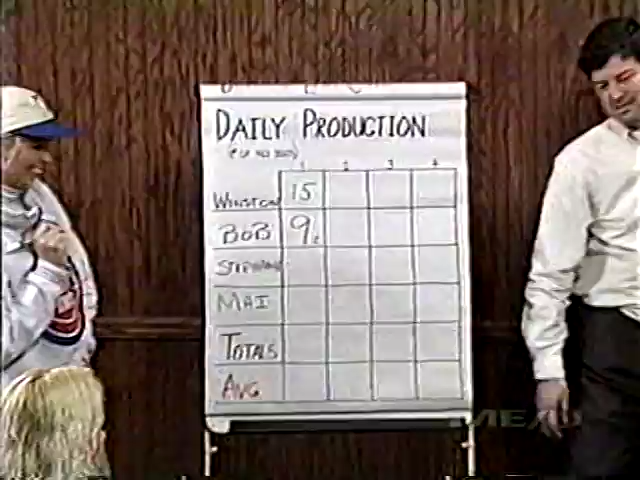 DAILY PRODUCTION
1 2 3 4
WINSTON 15
BOB 9
STEPHANIE
MAI
TOTALS
AVG